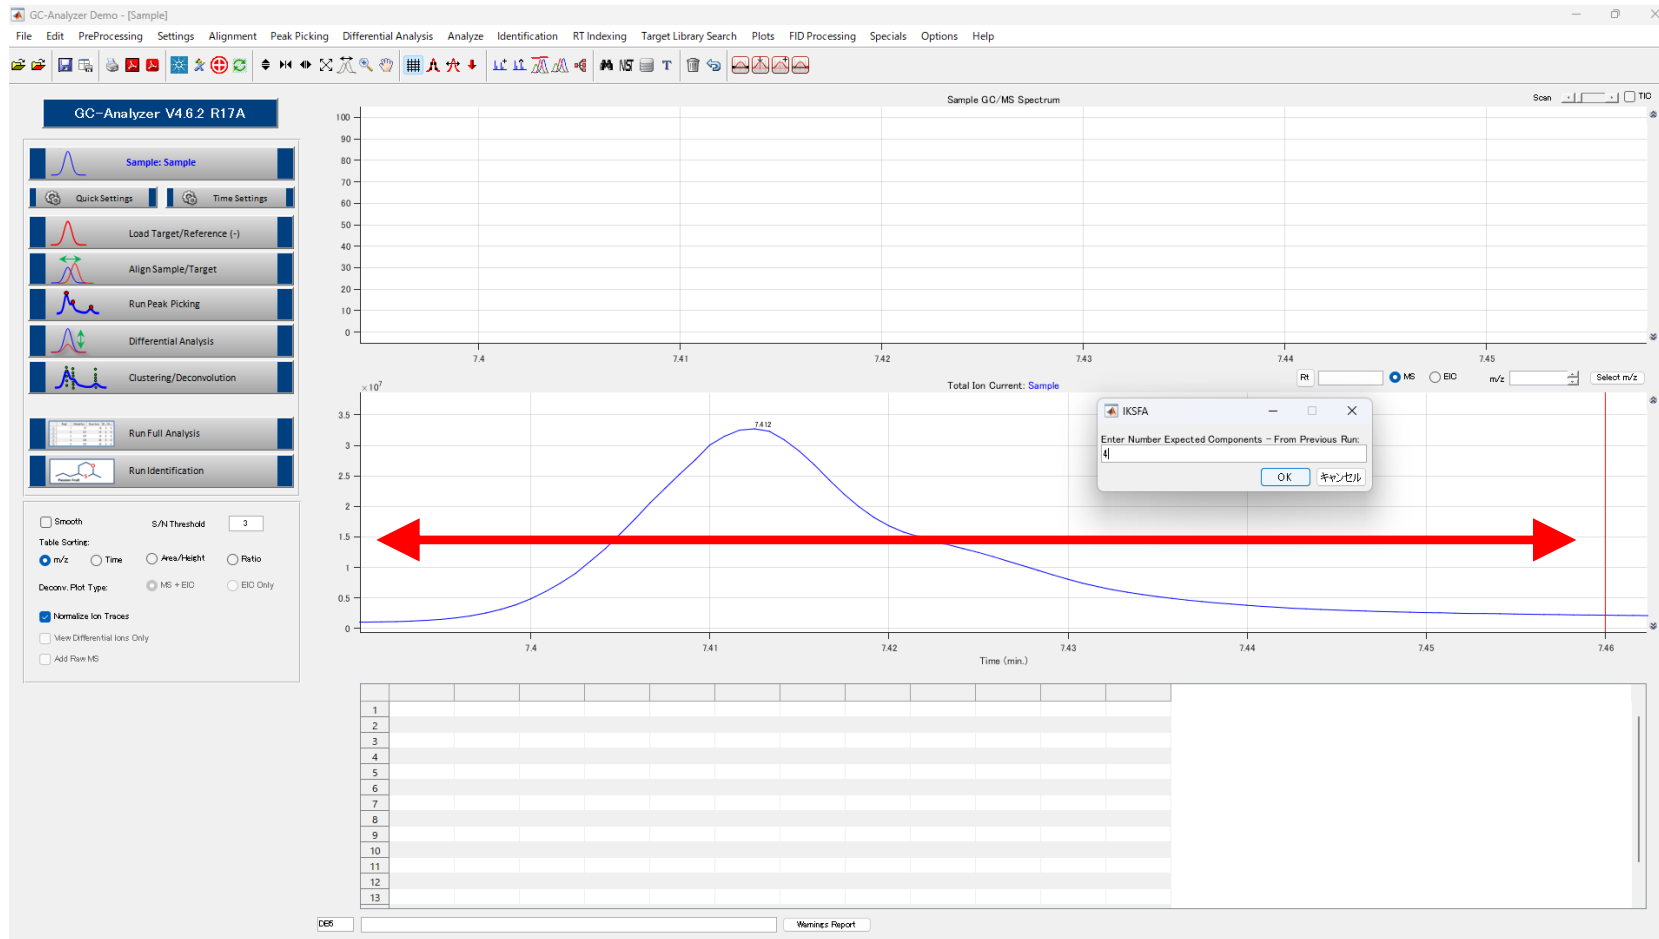 GC-Analyzer Demo - [Sample]
File Edit PreProcessing Settings Alignment Peak Picking Differential Analysis Analyze Identification RT Indexing Target Library Search Plots FID Processing Specials Options Help
NIST T
GC-Analyzer V4.6.2 R17A
Sample: Sample
Quick Settings Time Settings
Load Target/Reference (-)
Align Sample/Target
Run Peak Picking
Differential Analysis
Clustering/Deconvolution
Run Full Analysis
Run Identification
Smooth S/N Threshold 3
Table Sorting:
m/z Time Area/Height Ratio
Deconv. Plot Type: MS + EIC EIC Only
Normalize Ion Traces
View Differential Ions Only
Add Raw MS
Sample GC/MS Spectrum
Scan TIC
100
90
80
70
60
50
40
30
20
10
0
7.4 7.41 7.42 7.43 7.44 7.45
Rt MS EIC m/z Select m/z
×10⁷
Total Ion Current: Sample
3.5
3
2.5
2
1.5
1
0.5
0
7.412
7.4 7.41 7.42 7.43 7.44 7.45 7.46
Time (min.)
IKSFA
Enter Number Expected Components - From Previous Run:
4
OK キャンセル
1
2
3
4
5
6
7
8
9
10
11
12
13
DB5 Warnings Report